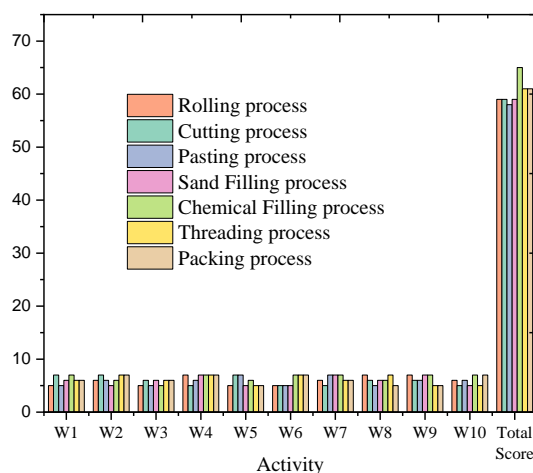 70
60
50
40
30
20
10
0
Rolling process
Cutting process
Pasting process
Sand Filling process
Chemical Filling process
Threading process
Packing process
W1 W2 W3 W4 W5 W6 W7 W8 W9 W10 Total
Score
Activity